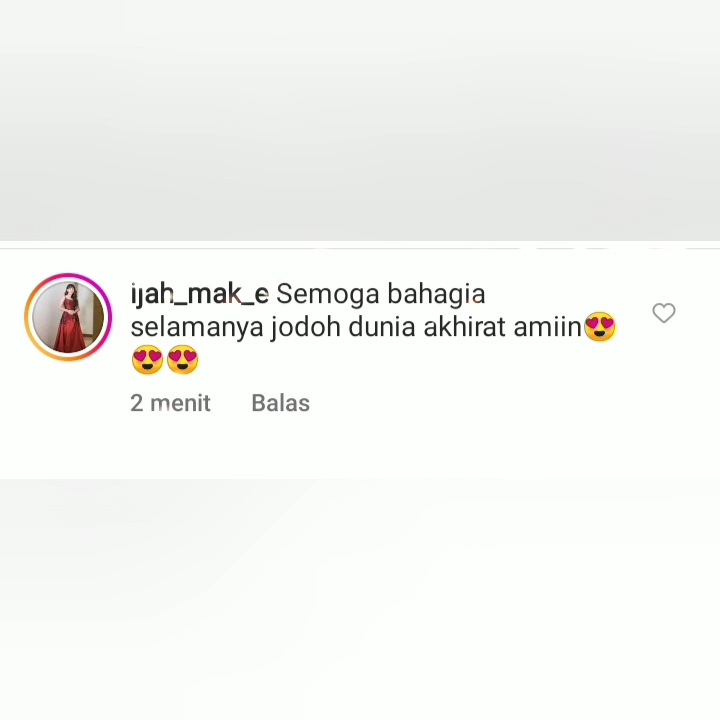 ijah_mak_e Semoga bahagia
selamanya jodoh dunia akhirat amiin😍
😍😍
2 menit Balas